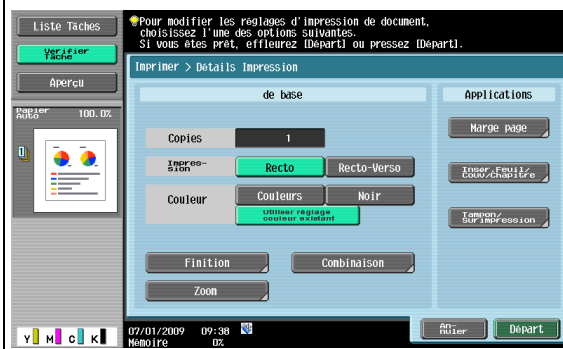 Liste Tâches
Vérifier
Tâche
Aperçu
Papier
Auto
100.0%
Pour modifier les réglages d'impression de document,
choisissez l'une des options suivantes.
Si vous êtes prêt, effleurez [Départ] ou pressez [Départ].
Imprimer > Détails Impression
de base
Copies
1
Impres-
sion
Recto
Recto-Verso
Couleur
Couleurs
Noir
Utiliser réglage
couleur existant
Finition
Combinaison
Zoom
Applications
Marge page
Insér.Feuil/
Couv/Chapitre
Tampon/
Surimpression
Y M C K
07/01/2009 09:38
Mémoire 0%
An-
nuler
Départ